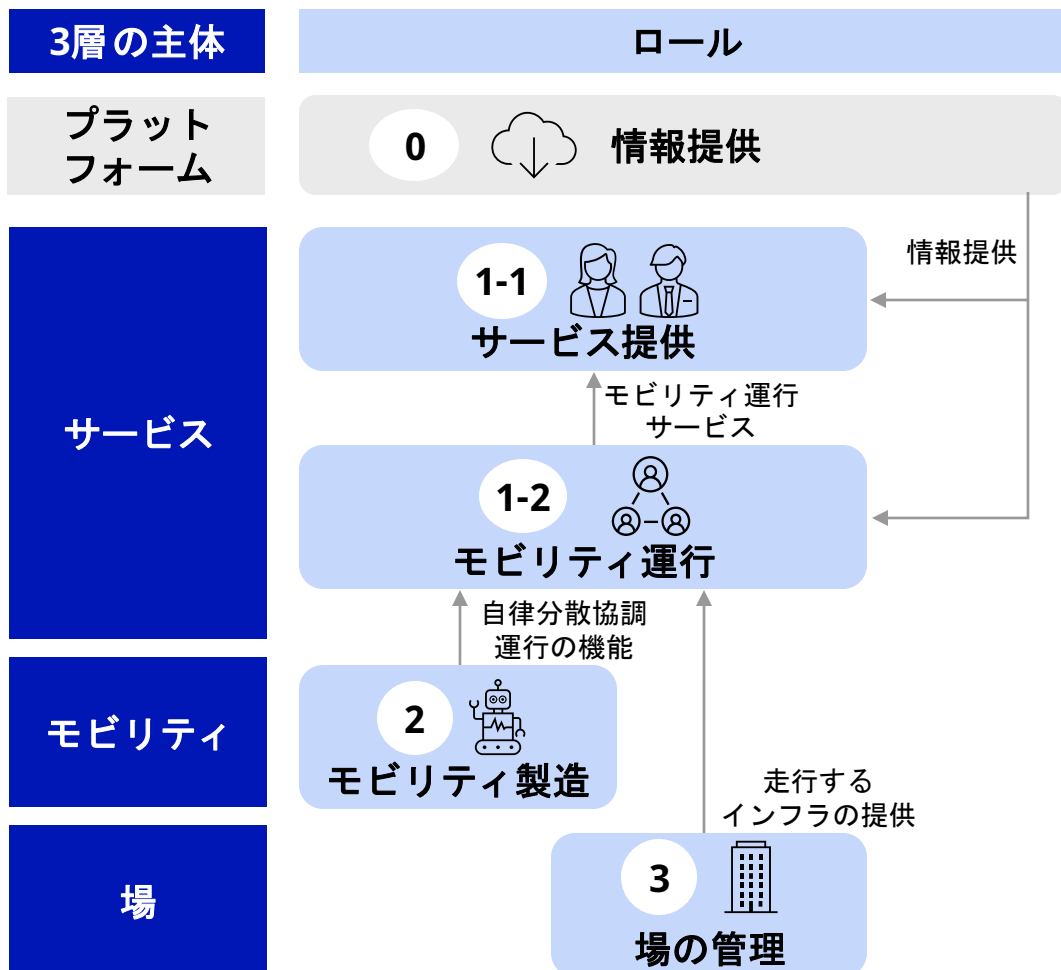 3層の主体
ロール
プラット
フォーム
0
情報提供
情報提供
サービス
1-1
サービス提供
モビリティ運行
サービス
1-2
モビリティ運行
自律分散協調
運行の機能
モビリティ
2
モビリティ製造
走行する
インフラの提供
場
3
場の管理